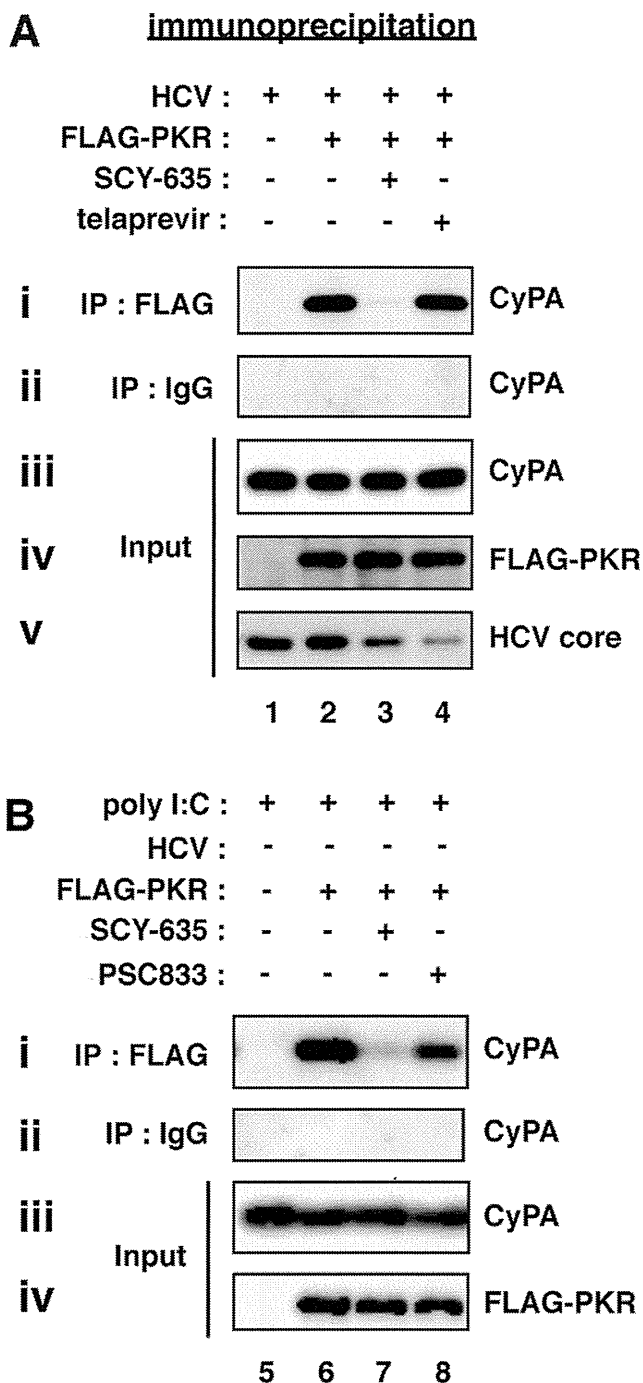 A immunoprecipitation
HCV : + + + +
FLAG-PKR : - + + +
SCY-635 : - - + -
telaprevir : - - - +
i IP : FLAG CyPA
ii IP : IgG CyPA
iii CyPA
iv Input FLAG-PKR
v HCV core
1 2 3 4
B poly I:C : + + + +
HCV : - - - -
FLAG-PKR : - + + +
SCY-635 : - - + -
PSC833 : - - - +
i IP : FLAG CyPA
ii IP : IgG CyPA
iii CyPA
Input
iv FLAG-PKR
5 6 7 8